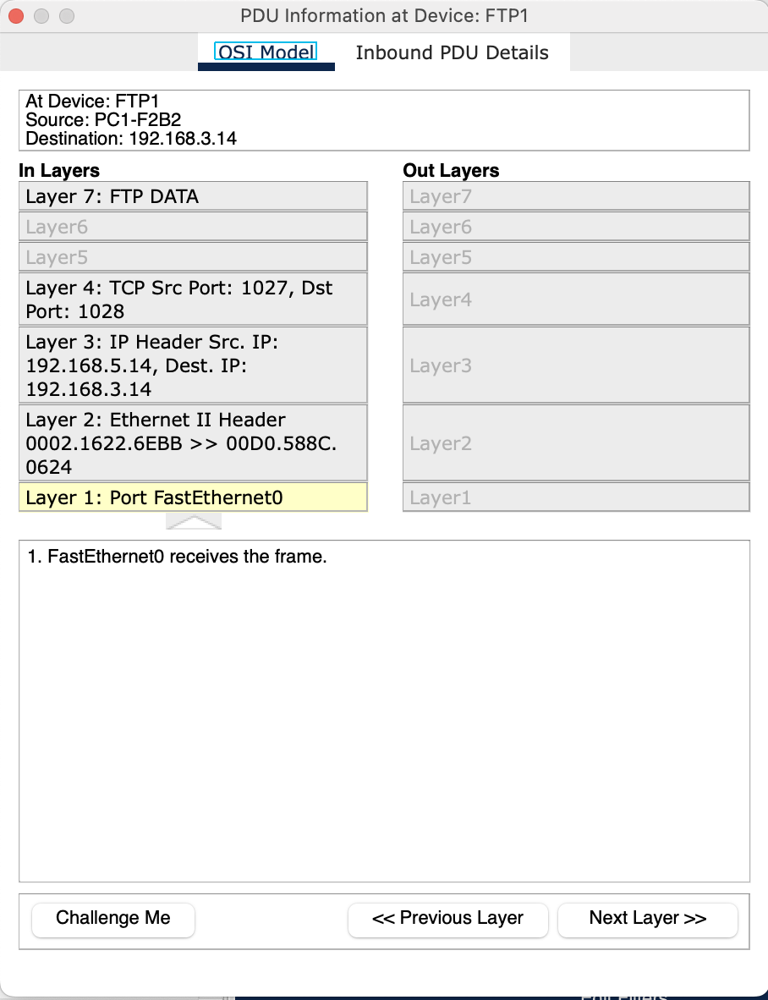 PDU Information at Device: FTP1
OSI Model
Inbound PDU Details
At Device: FTP1
Source: PC1-F2B2
Destination: 192.168.3.14
In Layers
Out Layers
Layer 7: FTP DATA
Layer7
Layer6
Layer6
Layer5
Layer5
Layer 4: TCP Src Port: 1027, Dst
Port: 1028
Layer4
Layer 3: IP Header Src. IP:
192.168.5.14, Dest. IP:
192.168.3.14
Layer3
Layer 2: Ethernet II Header
0002.1622.6EBB >> 00D0.588C.
0624
Layer2
Layer 1: Port FastEthernet0
Layer1
1. FastEthernet0 receives the frame.
Challenge Me
<< Previous Layer
Next Layer >>